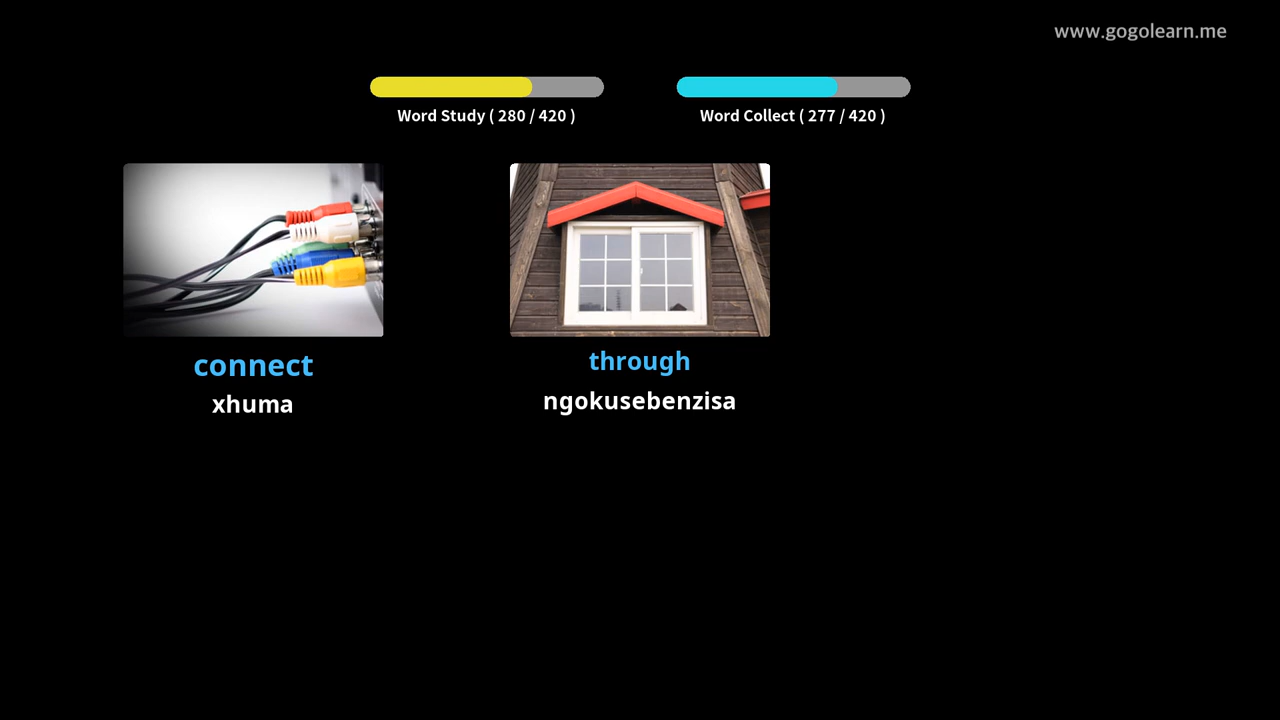 www.gogolearn.me
Word Study ( 280 / 420 )
Word Collect ( 277 / 420 )
connect
xhuma
through
ngokusebenzisa